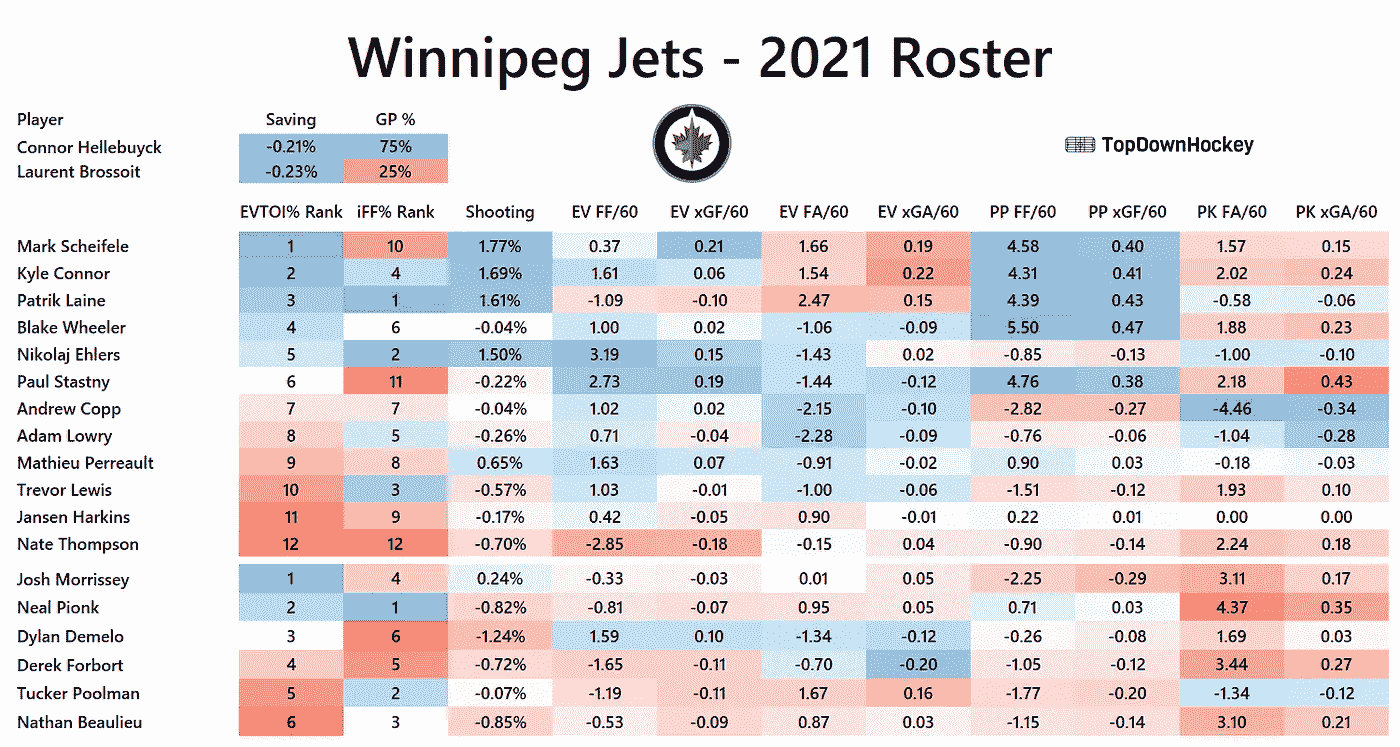 Winnipeg Jets - 2021 Roster
Player Saving GP %
Connor Hellebuyck -0.21% 75%
Laurent Brossoit -0.23% 25%
TopDownHockey
EVTOI% Rank iFF% Rank Shooting EV FF/60 EV xGF/60 EV FA/60 EV xGA/60 PP FF/60 PP xGF/60 PK FA/60 PK xGA/60
Mark Scheifele 1 10 1.77% 0.37 0.21 1.66 0.19 4.58 0.40 1.57 0.15
Kyle Connor 2 4 1.69% 1.61 0.06 1.54 0.22 4.31 0.41 2.02 0.24
Patrik Laine 3 1 1.61% -1.09 -0.10 2.47 0.15 4.39 0.43 -0.58 -0.06
Blake Wheeler 4 6 -0.04% 1.00 0.02 -1.06 -0.09 5.50 0.47 1.88 0.23
Nikolaj Ehlers 5 2 1.50% 3.19 0.15 -1.43 0.02 -0.85 -0.13 -1.00 -0.10
Paul Stastny 6 11 -0.22% 2.73 0.19 -1.44 -0.12 4.76 0.38 2.18 0.43
Andrew Copp 7 7 -0.04% 1.02 0.02 -2.15 -0.10 -2.82 -0.27 -4.46 -0.34
Adam Lowry 8 5 -0.26% 0.71 -0.04 -2.28 -0.09 -0.76 -0.06 -1.04 -0.28
Mathieu Perreault 9 8 0.65% 1.63 0.07 -0.91 -0.02 0.90 0.03 -0.18 -0.03
Trevor Lewis 10 3 -0.57% 1.03 -0.01 -1.00 -0.06 -1.51 -0.12 1.93 0.10
Jansen Harkins 11 9 -0.17% 0.42 -0.05 0.90 -0.01 0.22 0.01 0.00 0.00
Nate Thompson 12 12 -0.70% -2.85 -0.18 -0.15 0.04 -0.90 -0.14 2.24 0.18
Josh Morrissey 1 4 0.24% -0.33 -0.03 0.01 0.05 -2.25 -0.29 3.11 0.17
Neal Pionk 2 1 -0.82% -0.81 -0.07 0.95 0.05 0.71 0.03 4.37 0.35
Dylan Demelo 3 6 -1.24% 1.59 0.10 -1.34 -0.12 -0.26 -0.08 1.69 0.03
Derek Forbort 4 5 -0.72% -1.65 -0.11 -0.70 -0.20 -1.05 -0.12 3.44 0.27
Tucker Poolman 5 2 -0.07% -1.19 -0.11 1.67 0.16 -1.77 -0.20 -1.34 -0.12
Nathan Beaulieu 6 3 -0.85% -0.53 -0.09 0.87 0.03 -1.15 -0.14 3.10 0.21